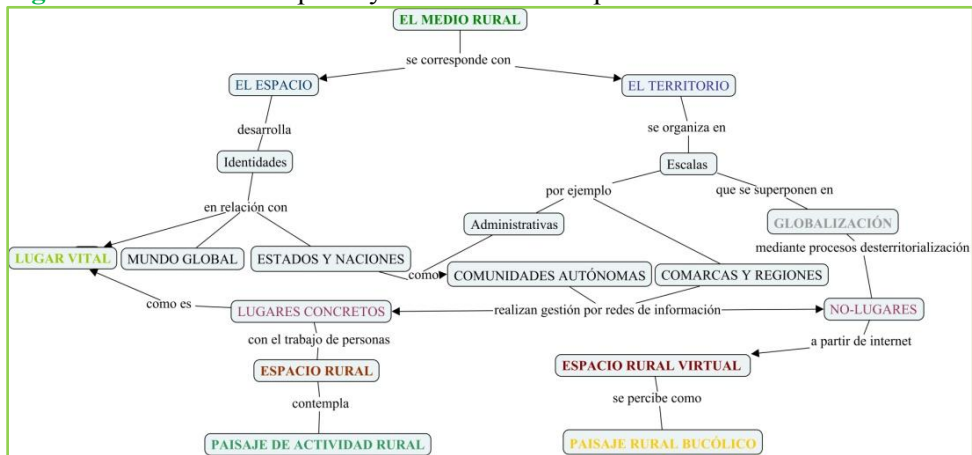 EL MEDIO RURAL
se corresponde con
EL ESPACIO
EL TERRITORIO
desarrolla
se organiza en
Identidades
Escalas
en relación con
por ejemplo
que se superponen en
Administrativas
GLOBALIZACIÓN
LUGAR VITAL
MUNDO GLOBAL
ESTADOS Y NACIONES
como
COMUNIDADES AUTÓNOMAS
COMARCAS Y REGIONES
mediante procesos desterritorialización
como es
LUGARES CONCRETOS
realizan gestión por redes de información
NO-LUGARES
con el trabajo de personas
a partir de internet
ESPACIO RURAL
ESPACIO RURAL VIRTUAL
contempla
se percibe como
PAISAJE DE ACTIVIDAD RURAL
PAISAJE RURAL BUCÓLICO